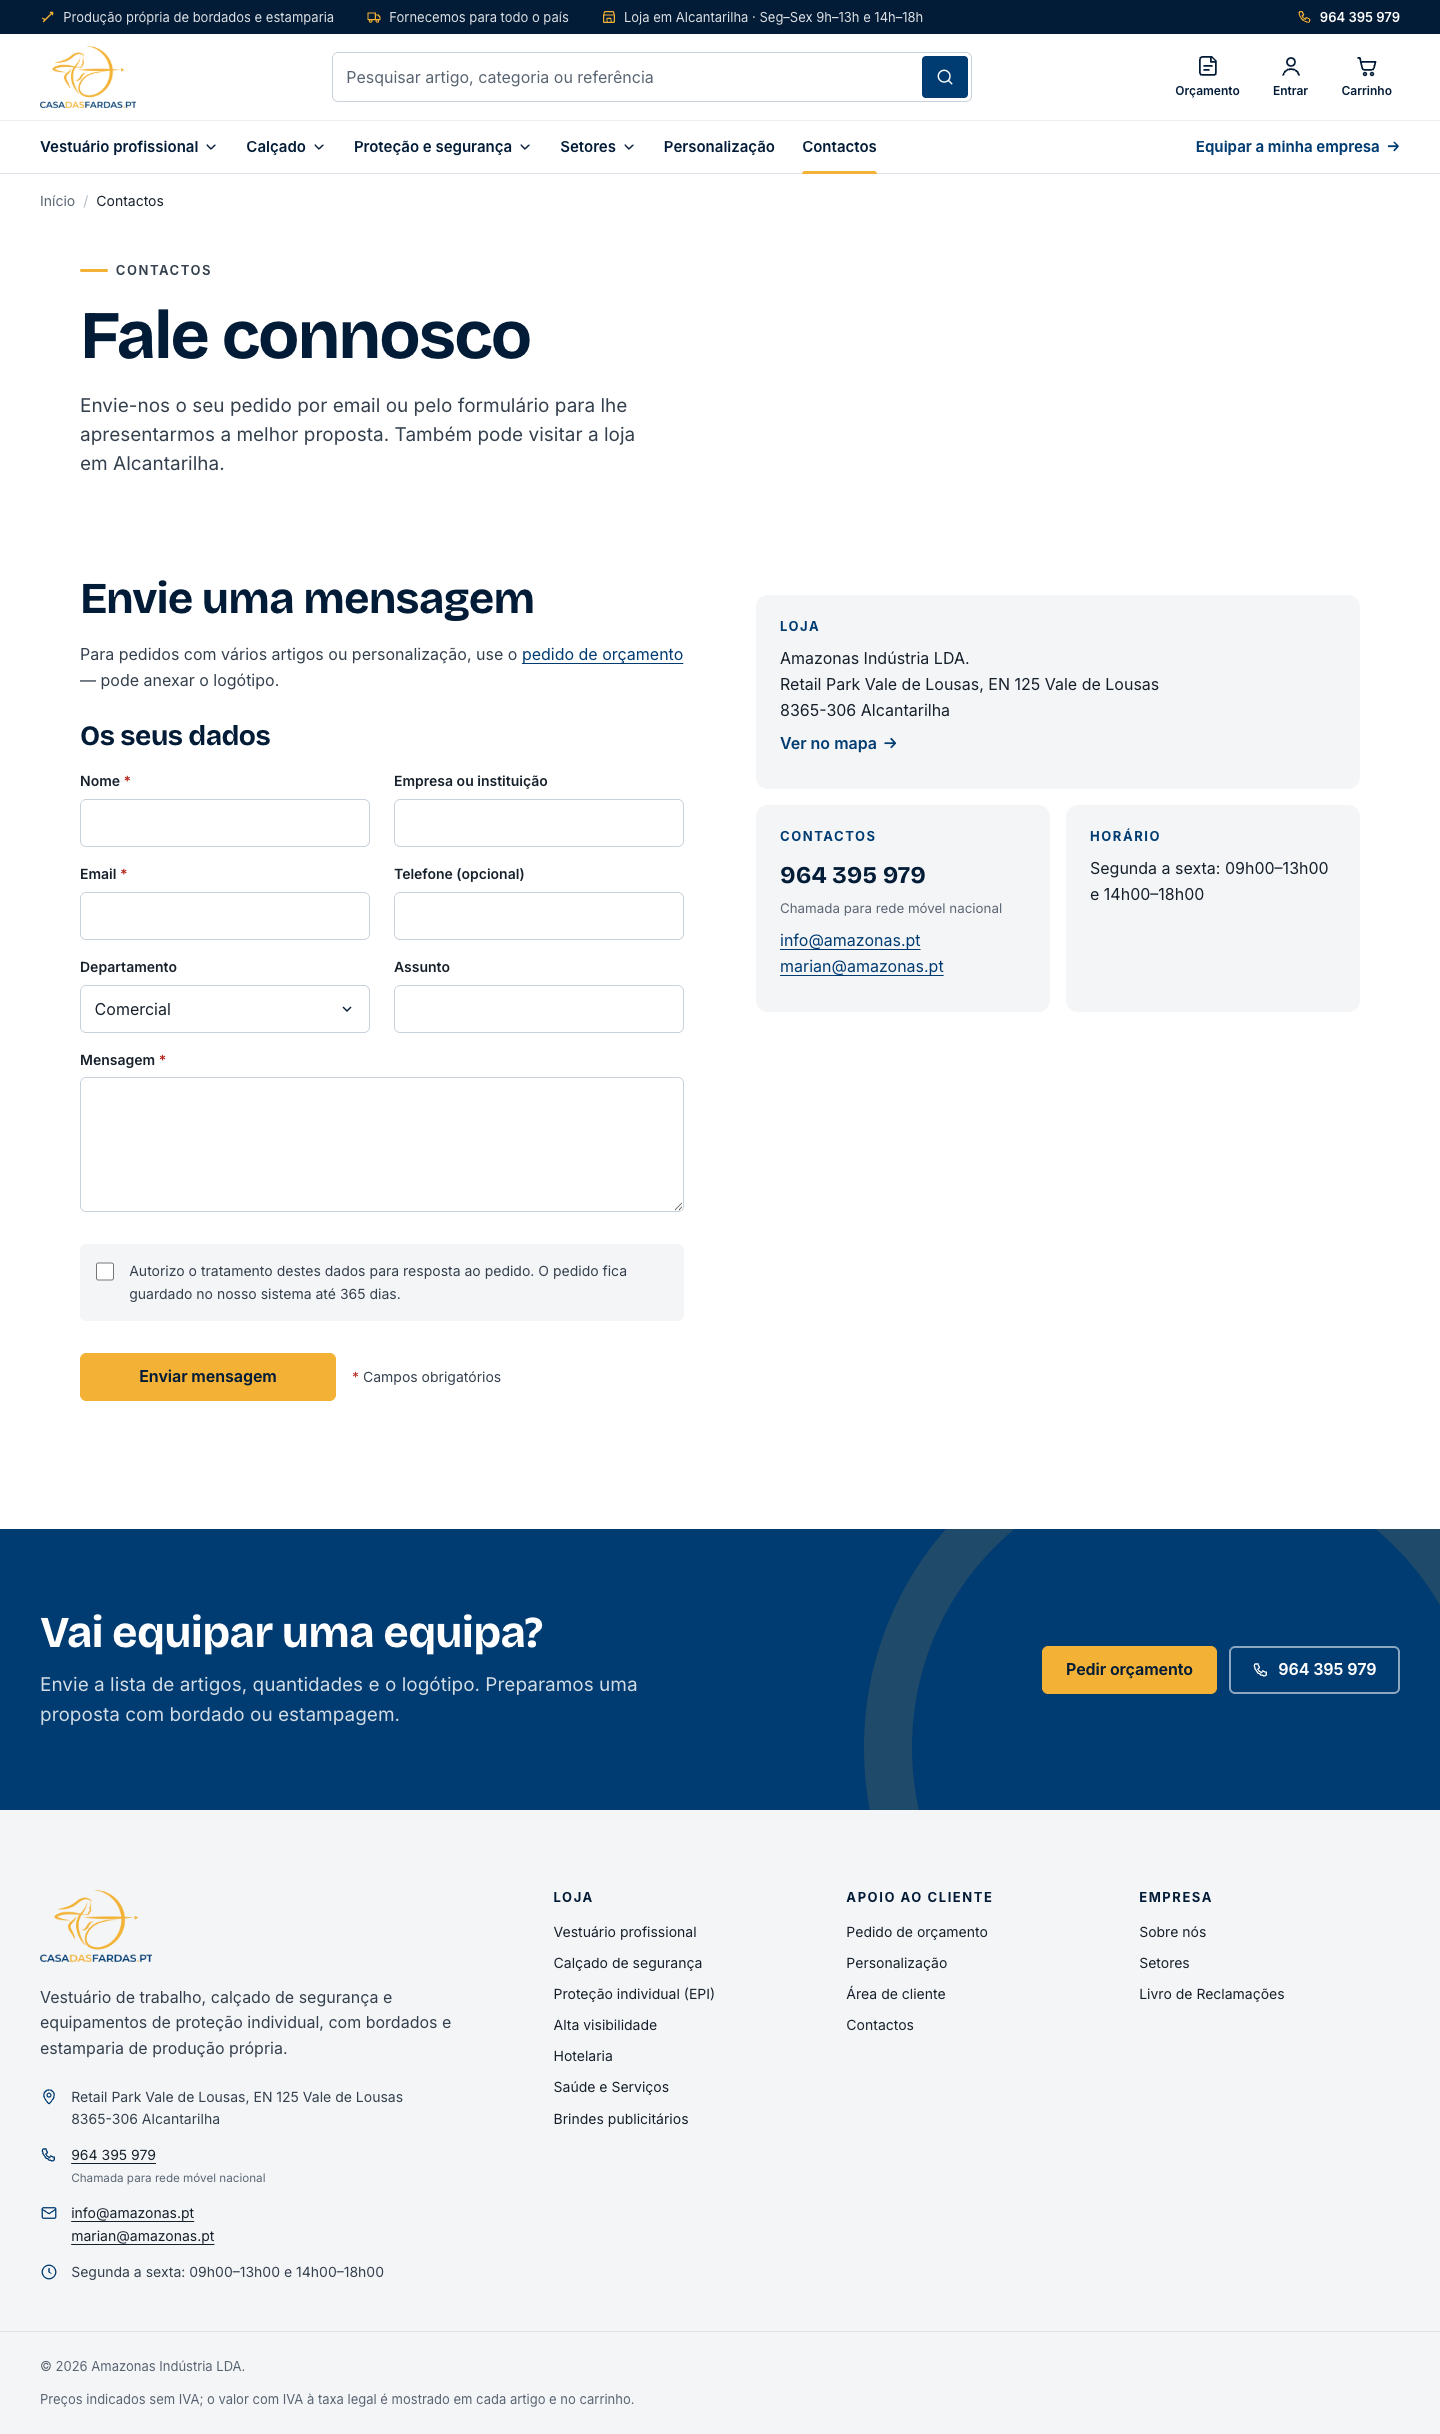 Produção própria de bordados e estamparia
Fornecemos para todo o país
Loja em Alcantarilha · Seg–Sex 9h–13h e 14h–18h
964 395 979
CASADASFARDAS.PT
Pesquisar artigo, categoria ou referência
Orçamento
Entrar
Carrinho
Vestuário profissional
Calçado
Proteção e segurança
Setores
Personalização
Contactos
Equipar a minha empresa →
Início / Contactos
CONTACTOS
Fale connosco
Envie-nos o seu pedido por email ou pelo formulário para lhe
apresentarmos a melhor proposta. Também pode visitar a loja
em Alcantarilha.
Envie uma mensagem
Para pedidos com vários artigos ou personalização, use o pedido de orçamento
— pode anexar o logótipo.
Os seus dados
Nome *
Empresa ou instituição
Email *
Telefone (opcional)
Departamento
Assunto
Comercial
Mensagem *
Autorizo o tratamento destes dados para resposta ao pedido. O pedido fica
guardado no nosso sistema até 365 dias.
Enviar mensagem
* Campos obrigatórios
LOJA
Amazonas Indústria LDA.
Retail Park Vale de Lousas, EN 125 Vale de Lousas
8365-306 Alcantarilha
Ver no mapa →
CONTACTOS
964 395 979
Chamada para rede móvel nacional
info@amazonas.pt
marian@amazonas.pt
HORÁRIO
Segunda a sexta: 09h00–13h00
e 14h00–18h00
Vai equipar uma equipa?
Envie a lista de artigos, quantidades e o logótipo. Preparamos uma
proposta com bordado ou estampagem.
Pedir orçamento
964 395 979
CASADASFARDAS.PT
Vestuário de trabalho, calçado de segurança e
equipamentos de proteção individual, com bordados e
estamparia de produção própria.
Retail Park Vale de Lousas, EN 125 Vale de Lousas
8365-306 Alcantarilha
964 395 979
Chamada para rede móvel nacional
info@amazonas.pt
marian@amazonas.pt
Segunda a sexta: 09h00–13h00 e 14h00–18h00
LOJA
Vestuário profissional
Calçado de segurança
Proteção individual (EPI)
Alta visibilidade
Hotelaria
Saúde e Serviços
Brindes publicitários
APOIO AO CLIENTE
Pedido de orçamento
Personalização
Área de cliente
Contactos
EMPRESA
Sobre nós
Setores
Livro de Reclamações
© 2026 Amazonas Indústria LDA.
Preços indicados sem IVA; o valor com IVA à taxa legal é mostrado em cada artigo e no carrinho.